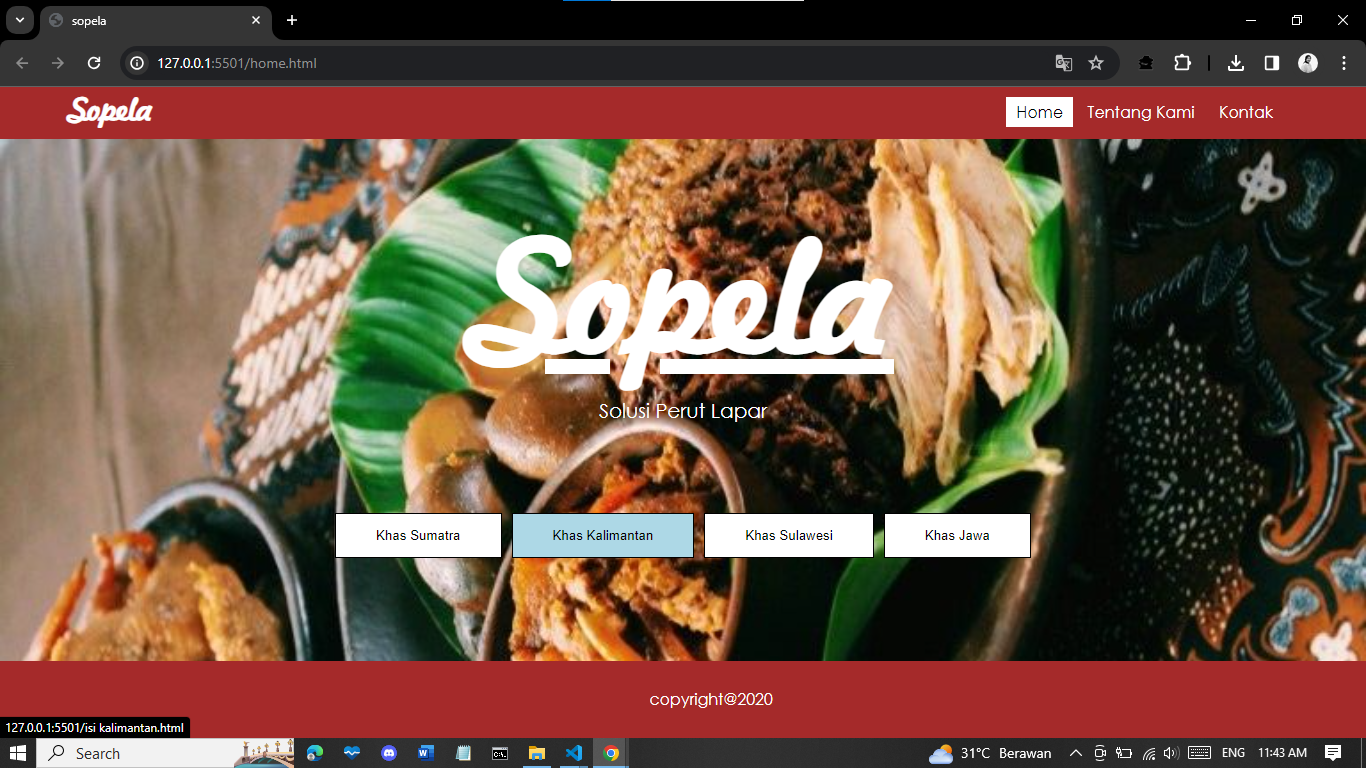 sopela
127.0.0.1:5501/home.html
Sopela
Home
Tentang Kami
Kontak
Sopela
Solusi Perut Lapar
Khas Sumatra
Khas Kalimantan
Khas Sulawesi
Khas Jawa
copyright@2020
127.0.0.1:5501/isi kalimantan.html
Search
31°C Berawan
ENG
11:43 AM